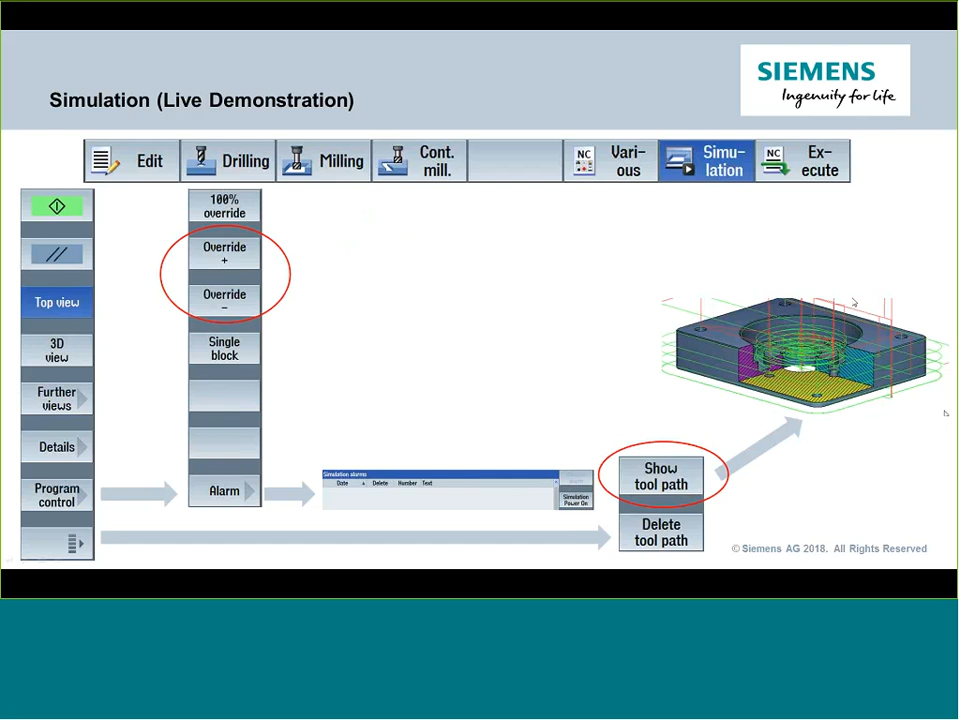 SIEMENS
Ingenuity for life
Simulation (Live Demonstration)
Edit
Drilling
Milling
Cont.
mill.
NC
Vari-
ous
Simu-
lation
NC
Ex-
ecute
Top view
3D
view
Further
views
Details
Program
control
100%
override
Override
+
Override
-
Single
block
Alarm
Simulation alarms
Date Delete Number Text
Simulation
Power On
Show
tool path
Delete
tool path
© Siemens AG 2018. All Rights Reserved